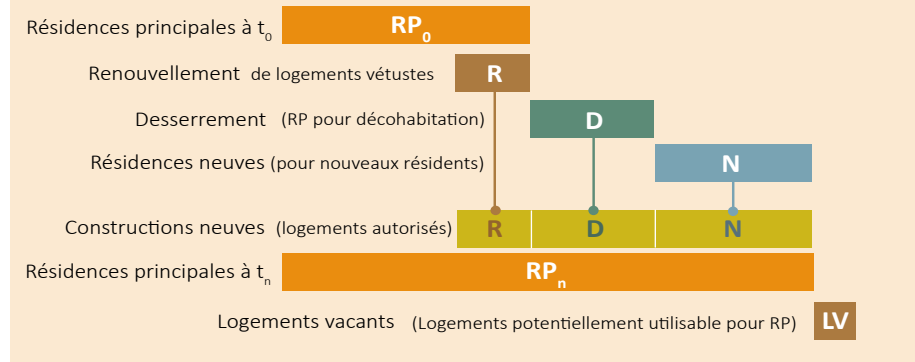 Résidences principales à t0 RP0
Renouvellement de logements vétustes R
Desserrement (RP pour décohabitation) D
Résidences neuves (pour nouveaux résidents) N
Constructions neuves (logements autorisés) R D N
Résidences principales à tn RPn
Logements vacants (Logements potentiellement utilisable pour RP) LV